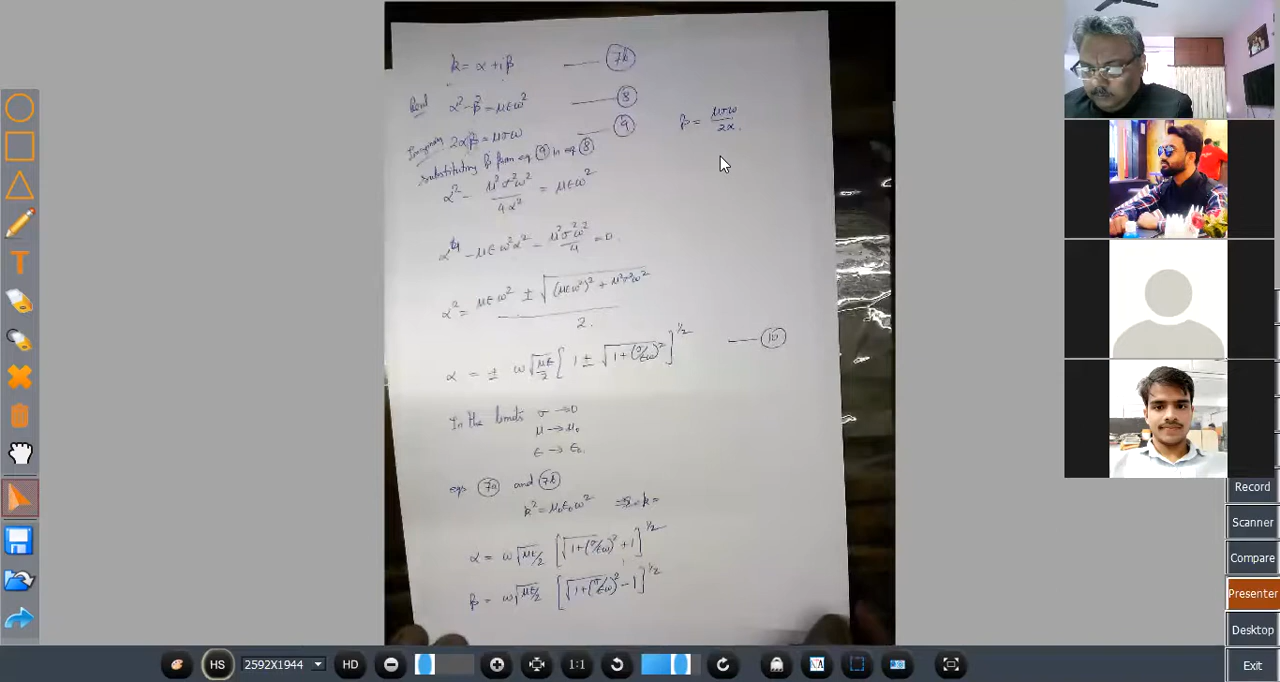 k = α + iβ —— (7b)
Real α² - β² = μϵω² —— (8)
Imaginary 2αβ = μσω —— (9)
β = μσω/2α.
substituting β from eq (9) in eq (8)
α² - μ²σ²ω²/4α² = μϵω²
α⁴ - μϵω²α² - μ²σ²ω²/4 = 0.
α² = μϵω² ± √((μϵω²)² + μ²σ²ω²) / 2.
α = ± ω√(μϵ/2) [1 ± √(1+(σ/ϵω)²)]^1/2 —— (10)
In the limits σ → 0
μ → μ₀
ϵ → ϵ₀
eqs (7a) and (7b)
k² = μ₀ϵ₀ω² k =
α = ω√(μϵ/2) [√(1+(σ/ϵω)²) + 1]^1/2
β = ω√(μϵ/2) [√(1+(σ/ϵω)²) - 1]^1/2
T
Record
Scanner
Compare
Presenter
Desktop
Exit
HS
2592X1944
HD
1:1